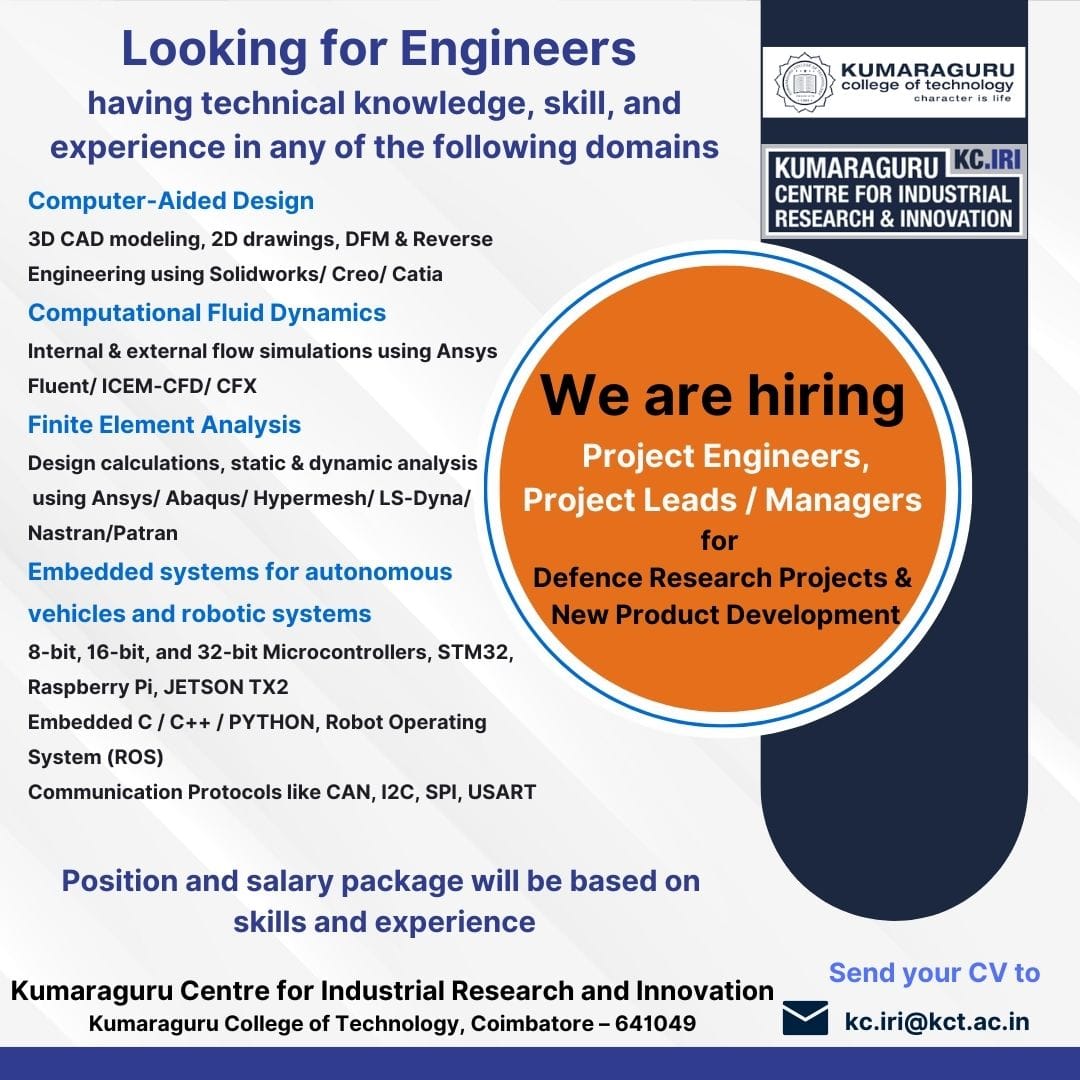 Looking for Engineers
having technical knowledge, skill, and
experience in any of the following domains
KUMARAGURU
college of technology
character is life
KUMARAGURU KC.IRI
CENTRE FOR INDUSTRIAL
RESEARCH & INNOVATION
Computer-Aided Design
3D CAD modeling, 2D drawings, DFM & Reverse
Engineering using Solidworks/ Creo/ Catia
Computational Fluid Dynamics
Internal & external flow simulations using Ansys
Fluent/ ICEM-CFD/ CFX
Finite Element Analysis
Design calculations, static & dynamic analysis
using Ansys/ Abaqus/ Hypermesh/ LS-Dyna/
Nastran/Patran
Embedded systems for autonomous
vehicles and robotic systems
8-bit, 16-bit, and 32-bit Microcontrollers, STM32,
Raspberry Pi, JETSON TX2
Embedded C / C++ / PYTHON, Robot Operating
System (ROS)
Communication Protocols like CAN, I2C, SPI, USART
We are hiring
Project Engineers,
Project Leads / Managers
for
Defence Research Projects &
New Product Development
Position and salary package will be based on
skills and experience
Kumaraguru Centre for Industrial Research and Innovation
Kumaraguru College of Technology, Coimbatore – 641049
Send your CV to
kc.iri@kct.ac.in